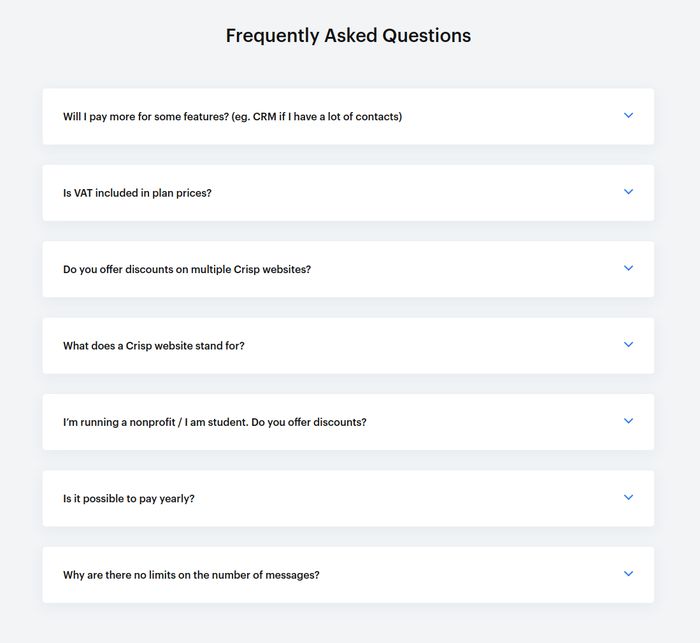 Frequently Asked Questions
Will I pay more for some features? (eg. CRM if I have a lot of contacts)
Is VAT included in plan prices?
Do you offer discounts on multiple Crisp websites?
What does a Crisp website stand for?
I’m running a nonprofit / I am student. Do you offer discounts?
Is it possible to pay yearly?
Why are there no limits on the number of messages?